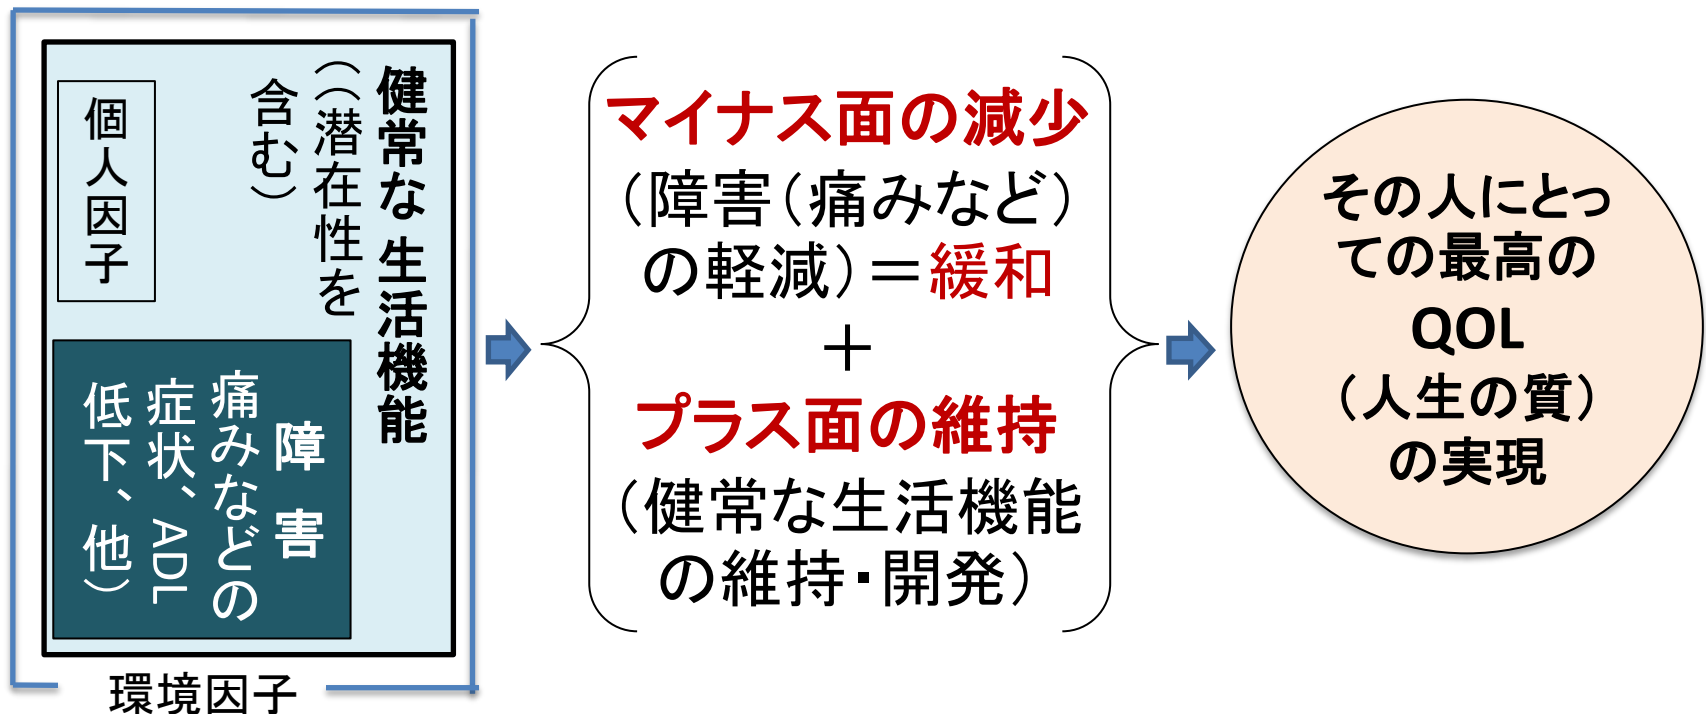 健常な 生活機能
（（潜在性を
含む）
個人因子
障 害
痛みなどの
症状、ADL
低下、他）
環境因子
マイナス面の減少
（障害（痛みなど）
の軽減）＝緩和
＋
プラス面の維持
（健常な生活機能
の維持・開発）
その人にとっ
ての最高の
QOL
（人生の質）
の実現